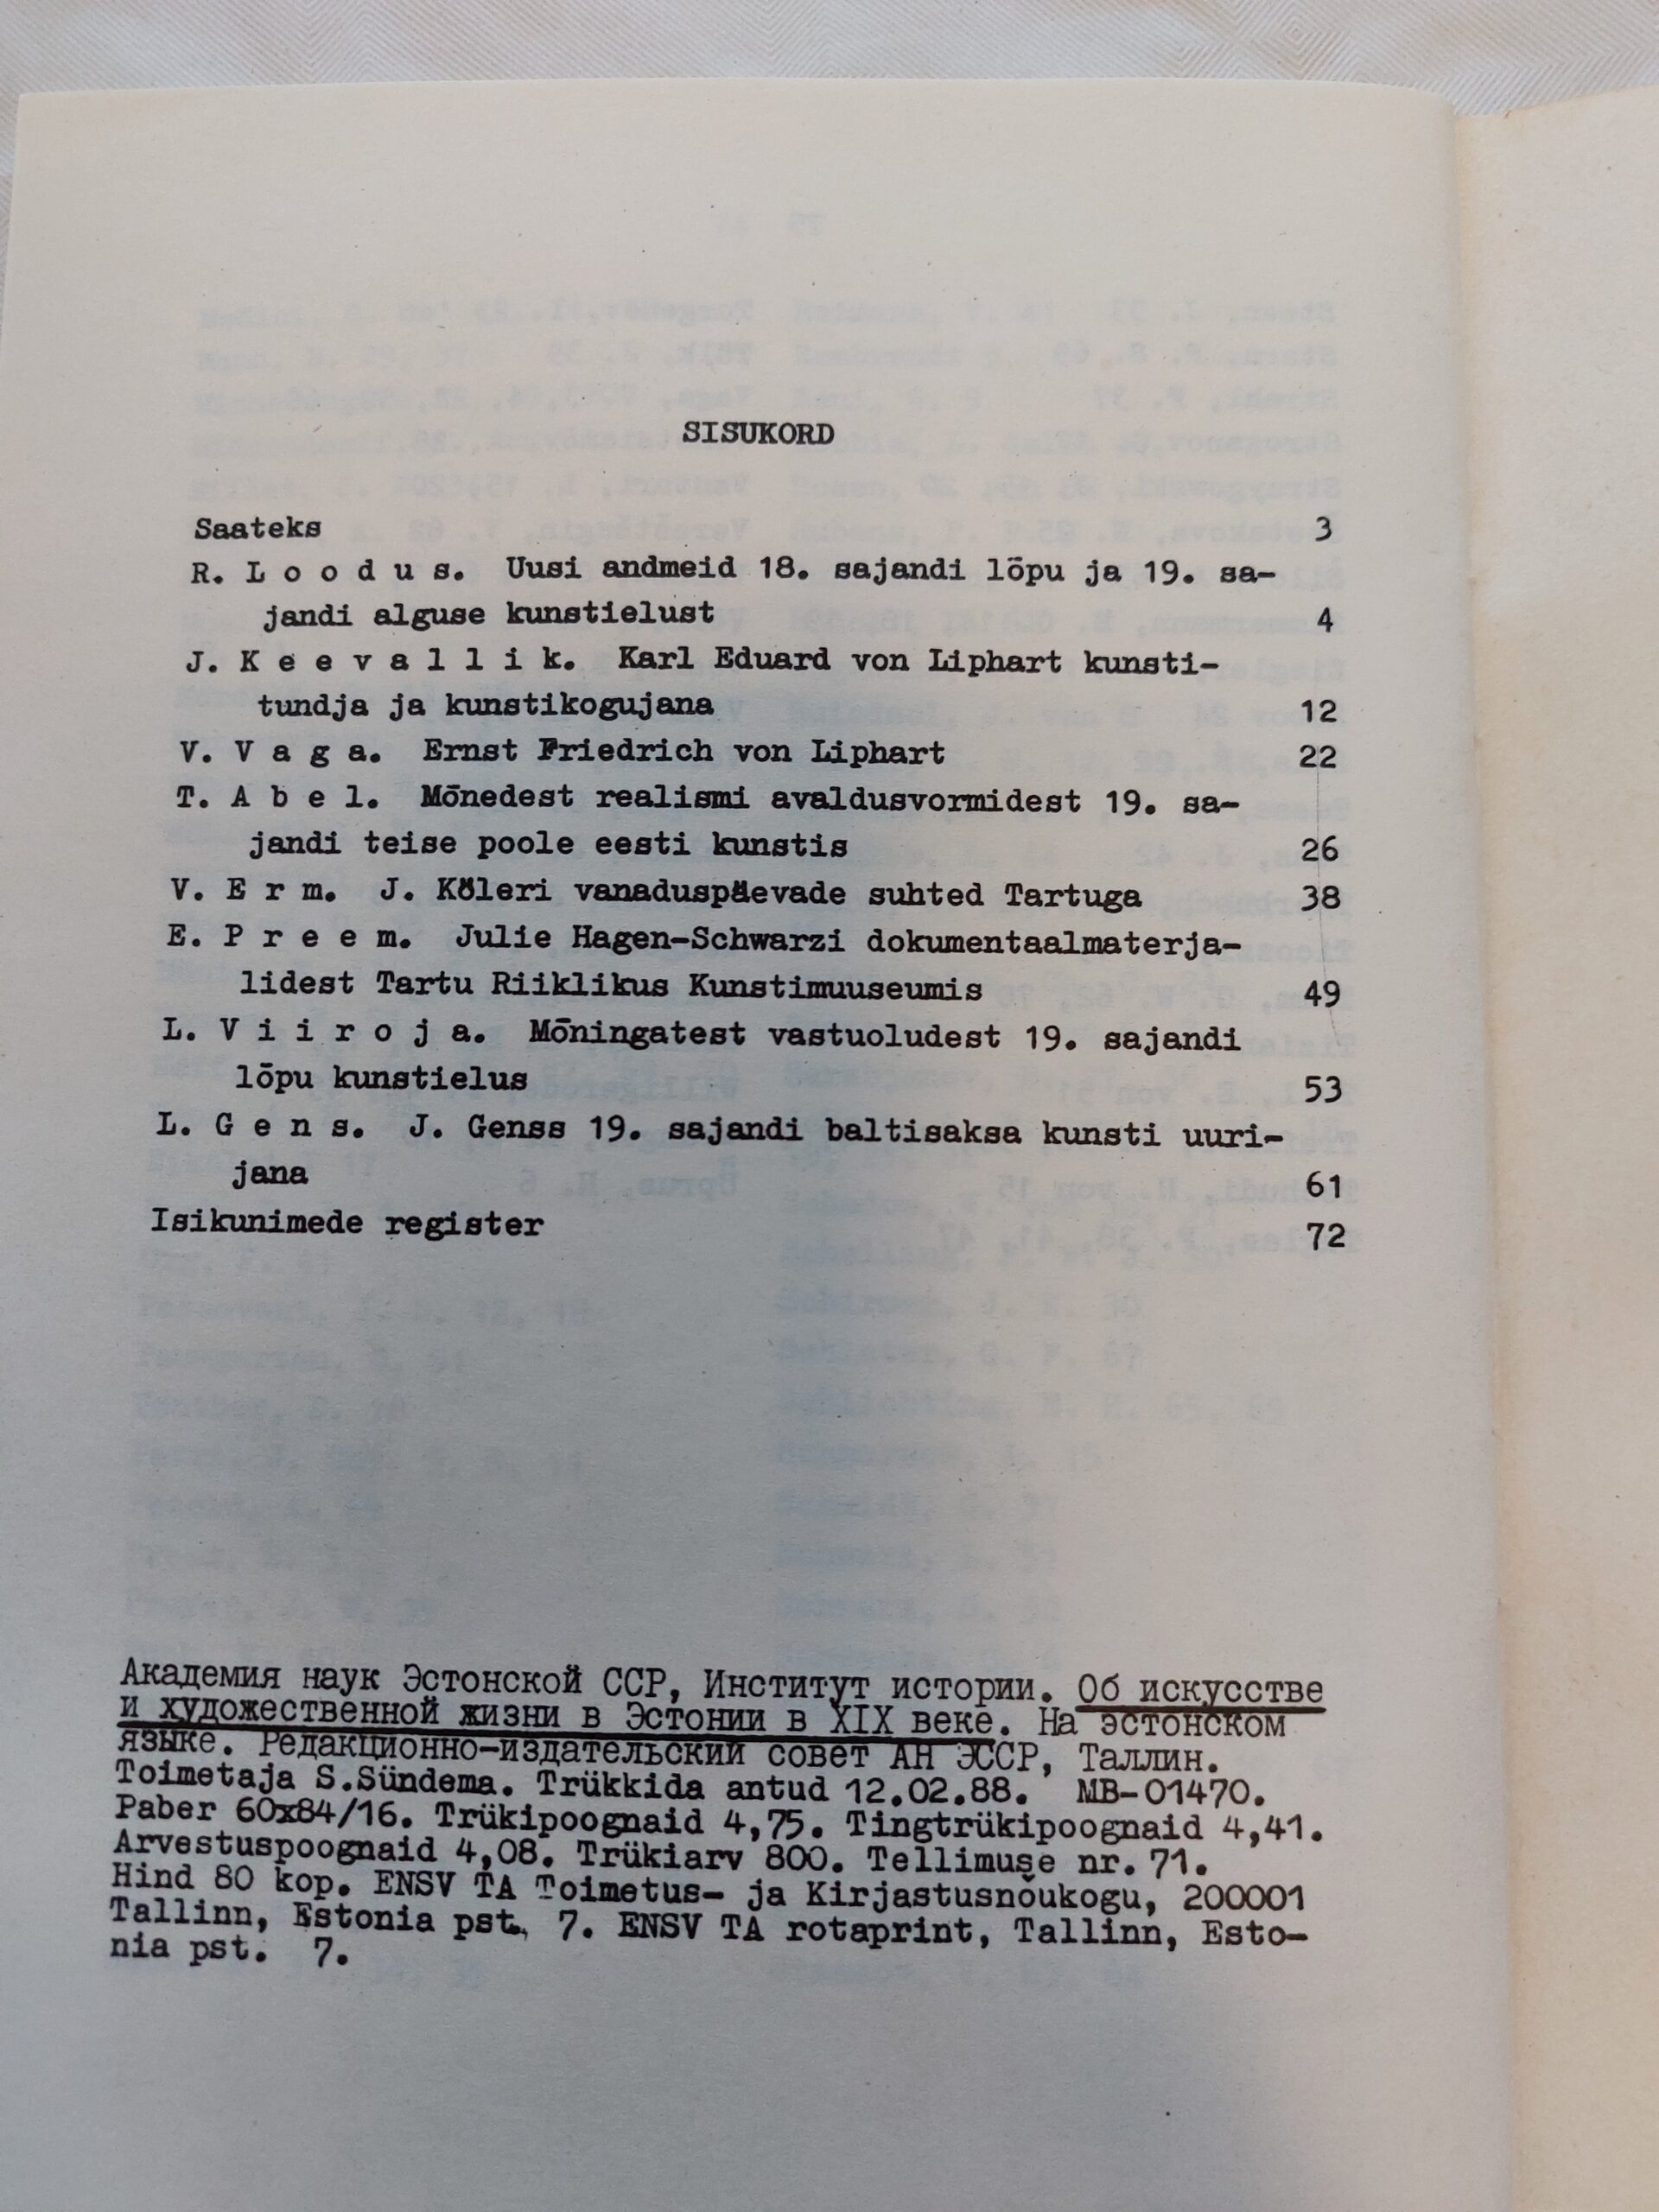 SISUKORD
Saateks 3
R. L o o d u s. Uusi andmeid 18. sajandi lõpu ja 19. sa-
jandi alguse kunstielust 4
J. K e e v a l l i k. Karl Eduard von Liphart kunsti-
tundja ja kunstikogujana 12
V. V a g a. Ernst Friedrich von Liphart 22
T. A b e l. Mõnedest realismi avaldusvormidest 19. sa-
jandi teise poole eesti kunstis 26
V. E r m. J. Köleri vanaduspäevade suhted Tartuga 38
E. P r e e m. Julie Hagen-Schwarzi dokumentaalmaterja-
lidest Tartu Riiklikus Kunstimuuseumis 49
L. V i i r o j a. Mõningatest vastuoludest 19. sajandi
lõpu kunstielus 53
L. G e n s. J. Genss 19. sajandi baltisaksa kunsti uuri-
jana 61
Isikunimede register 72
Академия наук Эстонской ССР, Институт истории. Об искусстве
и художественной жизни в Эстонии в XIX веке. На эстонском
языке. Редакционно-издательский совет АН ЭССР, Таллин.
Toimetaja S.Sündema. Trükkida antud 12.02.88. MB-01470.
Paber 60x84/16. Trükipoognaid 4,75. Tingtrükipoognaid 4,41.
Arvestuspoognaid 4,08. Trükiarv 800. Tellimuse nr. 71.
Hind 80 kop. ENSV TA Toimetus- ja Kirjastusnõukogu, 200001
Tallinn, Estonia pst. 7. ENSV TA rotaprint, Tallinn, Esto-
nia pst. 7.